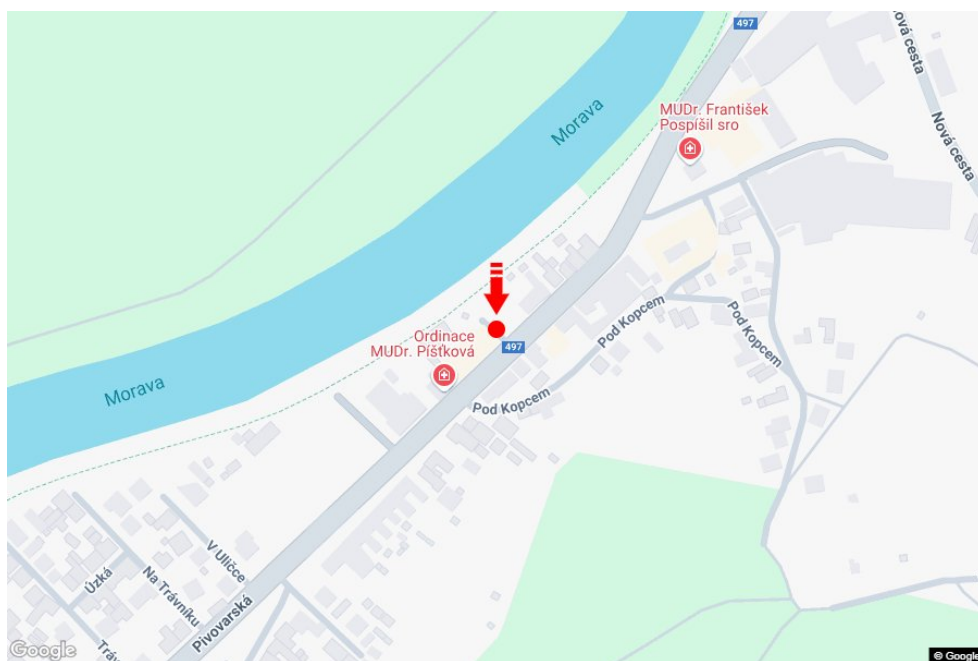 497
Nová cesta
MUDr. František
Pospíšil sro
Morava
Nová cesta
Ordinace
MUDr. Píšťková
497
Pod Kopcem
Pod Kopcem
Morava
Pod Kopcem
V Uličce
Úzká
Na Trávníku
Pivovarská
Google
© Google